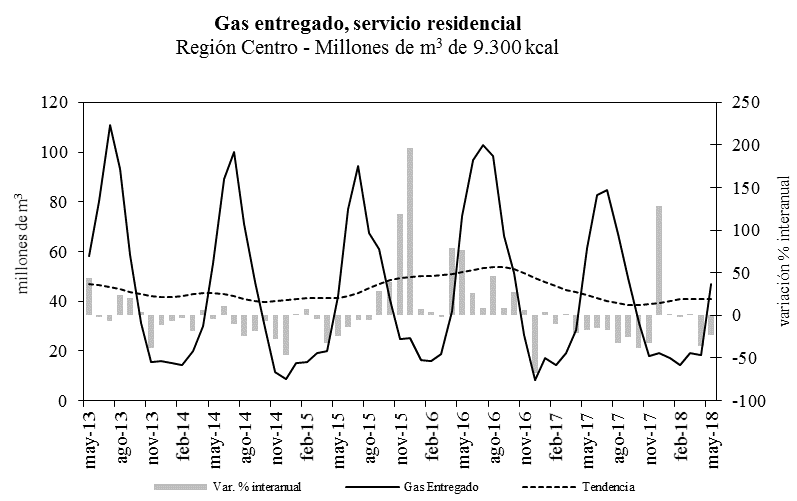 Gas entregado, servicio residencial
Región Centro - Millones de m³ de 9.300 kcal
120
100
80
60
40
20
0
millones de m³
250
200
150
100
50
0
-50
-100
variación % interanual
may-13
ago-13
nov-13
feb-14
may-14
ago-14
nov-14
feb-15
may-15
ago-15
nov-15
feb-16
may-16
ago-16
nov-16
feb-17
may-17
ago-17
nov-17
feb-18
may-18
Var. % interanual Gas Entregado Tendencia